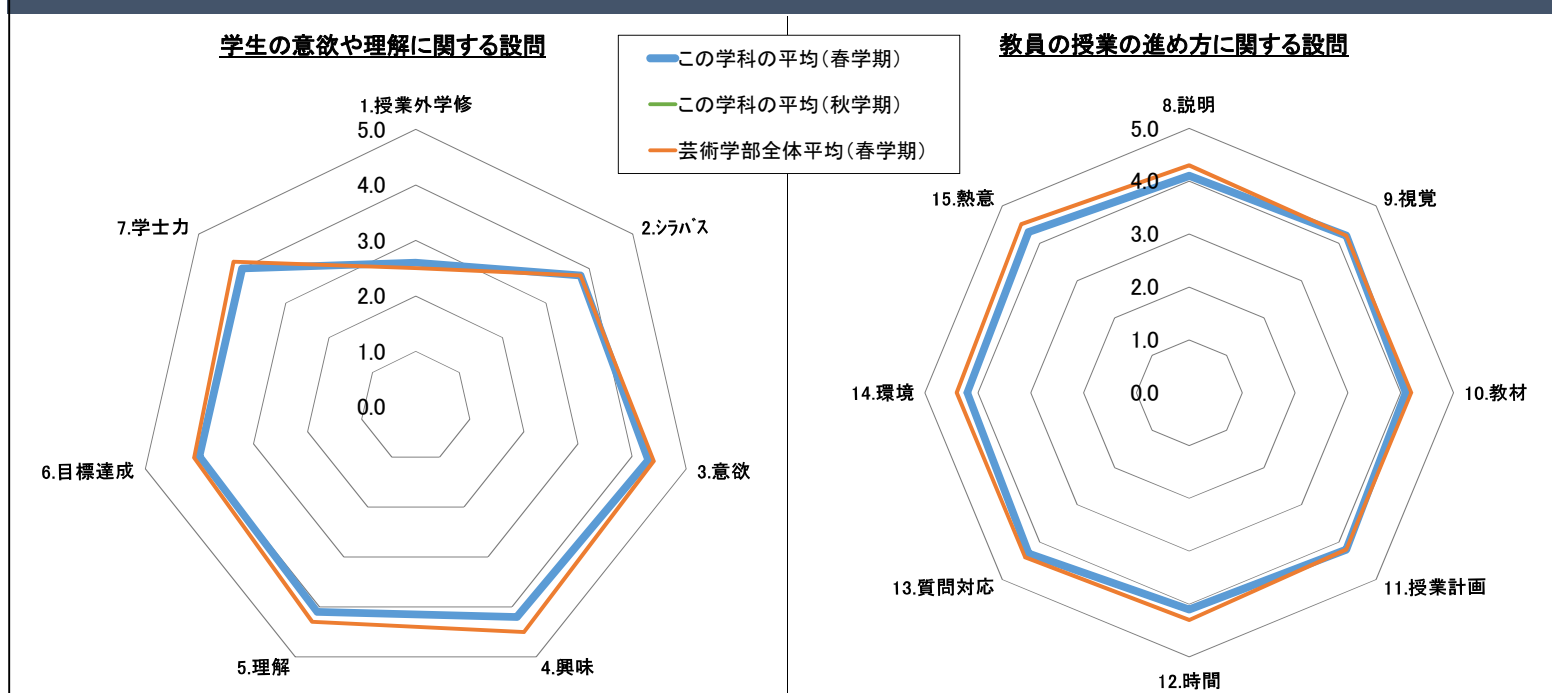 学生の意欲や理解に関する設問
この学科の平均(春学期)
この学科の平均(秋学期)
芸術学部全体平均(春学期)
教員の授業の進め方に関する設問
1.授業外学修
5.0
4.0
3.0
2.0
1.0
0.0
2.ｼﾗﾊﾞｽ
3.意欲
4.興味
5.理解
6.目標達成
7.学士力
8.説明
5.0
4.0
3.0
2.0
1.0
0.0
9.視覚
10.教材
11.授業計画
12.時間
13.質問対応
14.環境
15.熱意